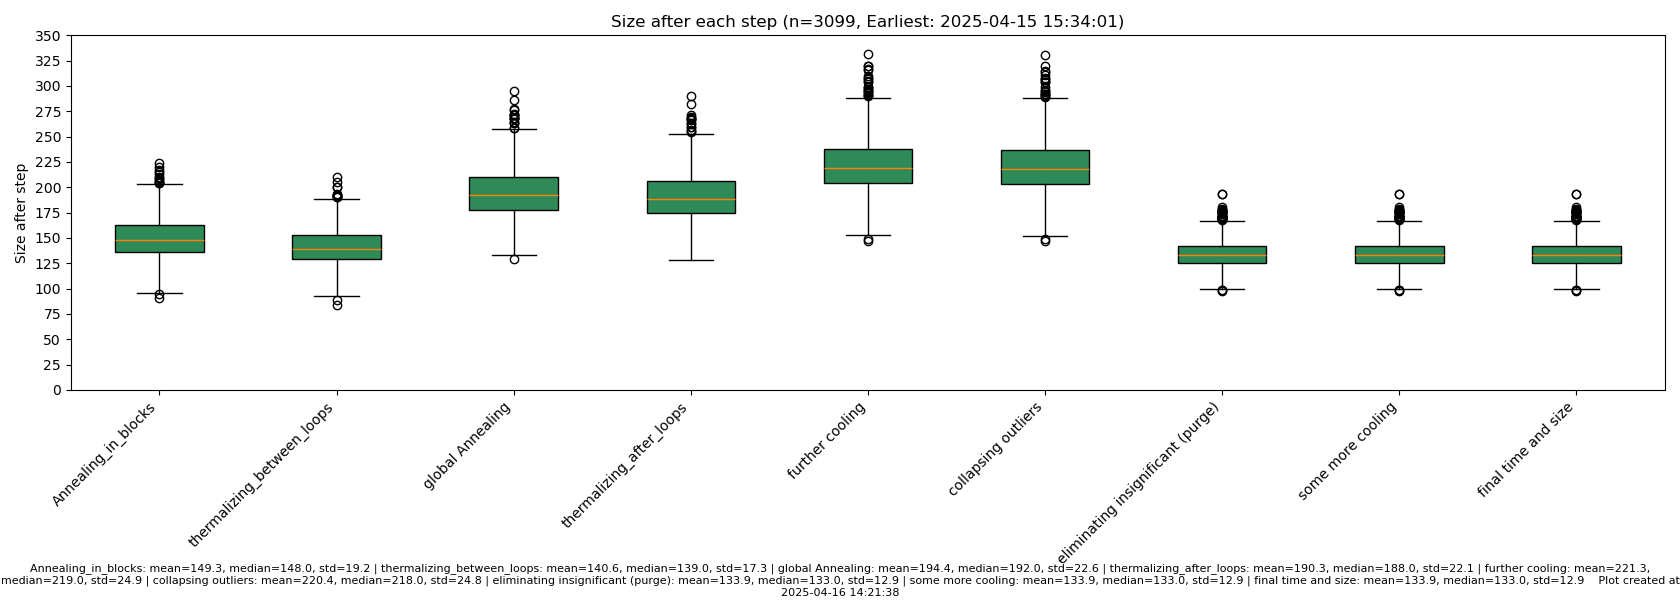 Size after each step (n=3099, Earliest: 2025-04-15 15:34:01)
Size after step
350
325
300
275
250
225
200
175
150
125
100
75
50
25
0
Annealing_in_blocks
thermalizing_between_loops
global Annealing
thermalizing_after_loops
further cooling
collapsing outliers
eliminating insignificant (purge)
some more cooling
final time and size
Annealing_in_blocks: mean=149.3, median=148.0, std=19.2 | thermalizing_between_loops: mean=140.6, median=139.0, std=17.3 | global Annealing: mean=194.4, median=192.0, std=22.6 | thermalizing_after_loops: mean=190.3, median=188.0, std=22.1 | further cooling: mean=221.3,
median=219.0, std=24.9 | collapsing outliers: mean=220.4, median=218.0, std=24.8 | eliminating insignificant (purge): mean=133.9, median=133.0, std=12.9 | some more cooling: mean=133.9, median=133.0, std=12.9 | final time and size: mean=133.9, median=133.0, std=12.9    Plot created at
2025-04-16 14:21:38